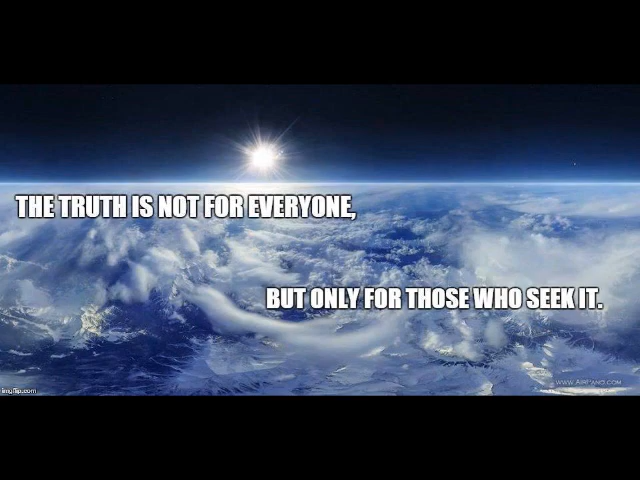 THE TRUTH IS NOT FOR EVERYONE,
BUT ONLY FOR THOSE WHO SEEK IT.
imgflip.com
WWW.AIRPANO.COM